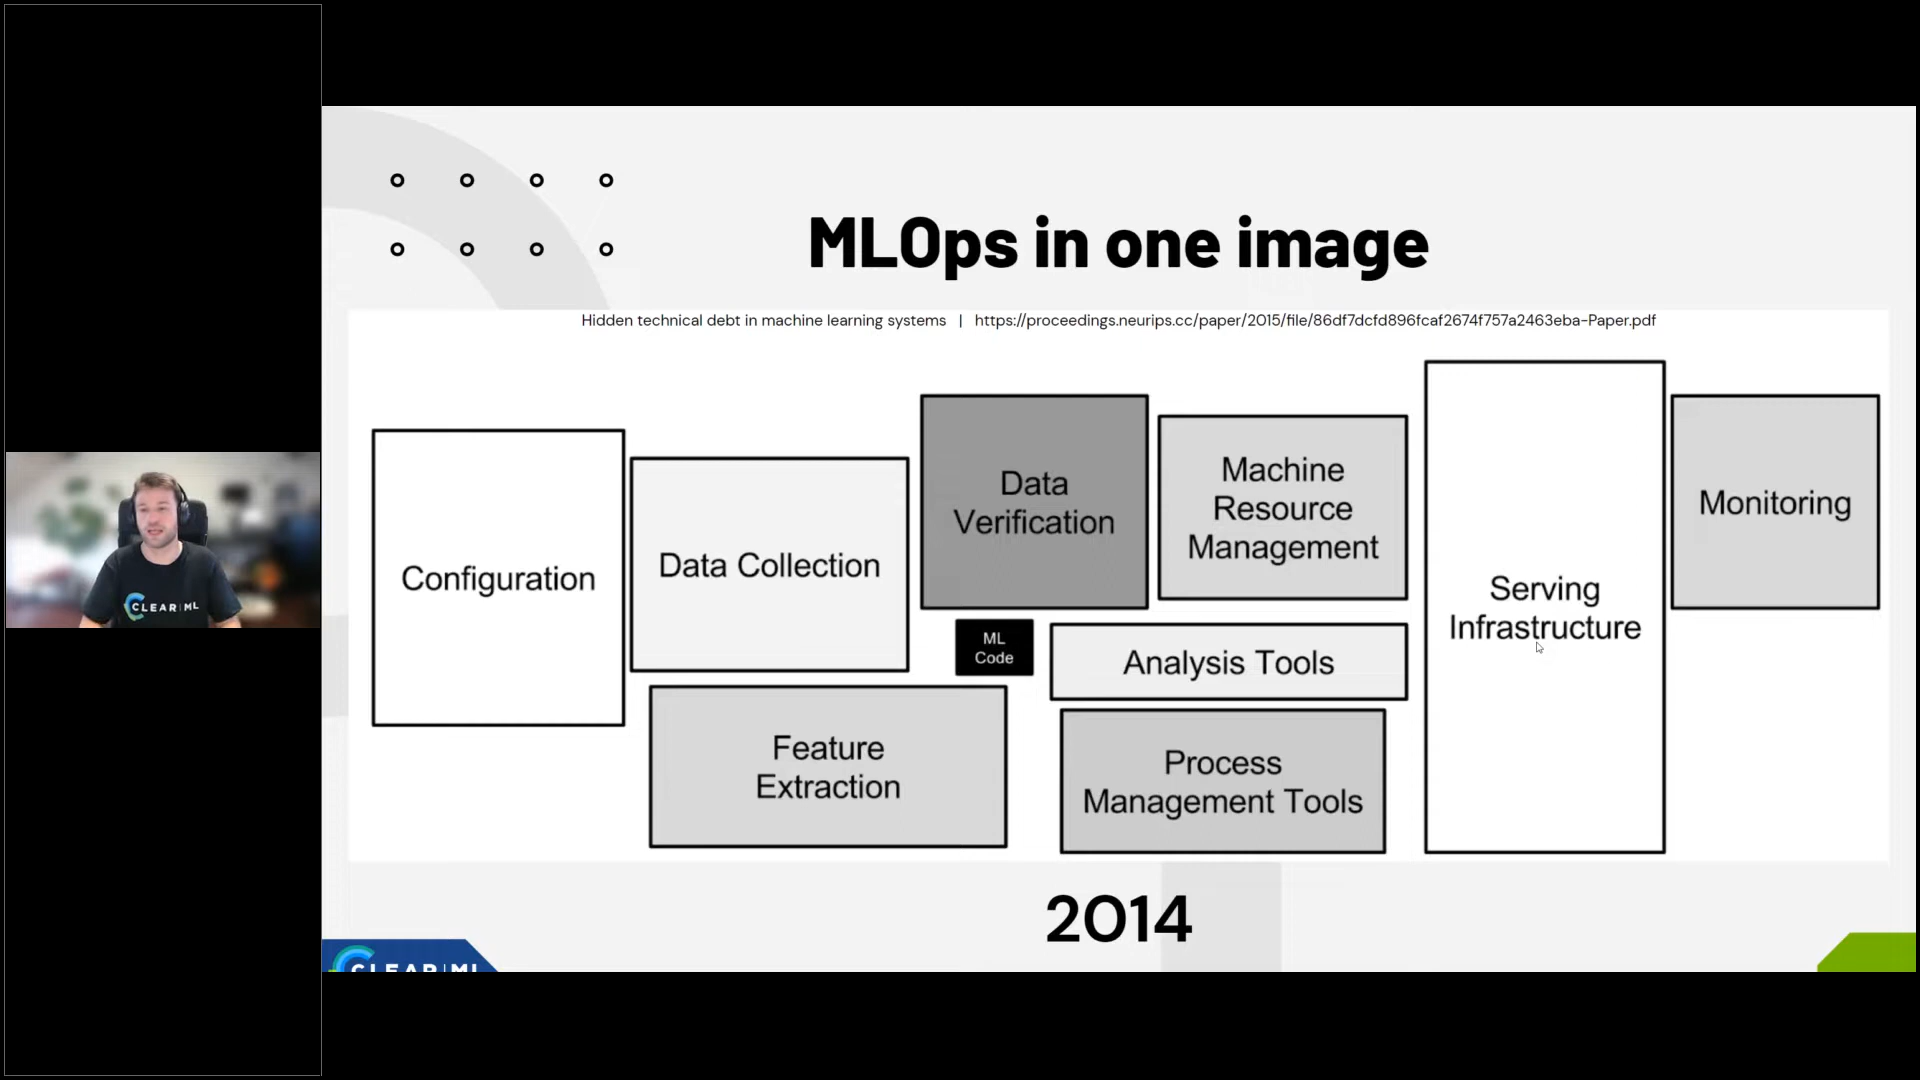 MLOps in one image
Hidden technical debt in machine learning systems | https://proceedings.neurips.cc/paper/2015/file/86df7dcfd896fcaf2674f757a2463eba-Paper.pdf
Configuration
Data Collection
Data
Verification
Machine
Resource
Management
Serving
Infrastructure
Monitoring
ML
Code
Analysis Tools
Feature
Extraction
Process
Management Tools
2014
CLEAR|ML
CLEAR|ML